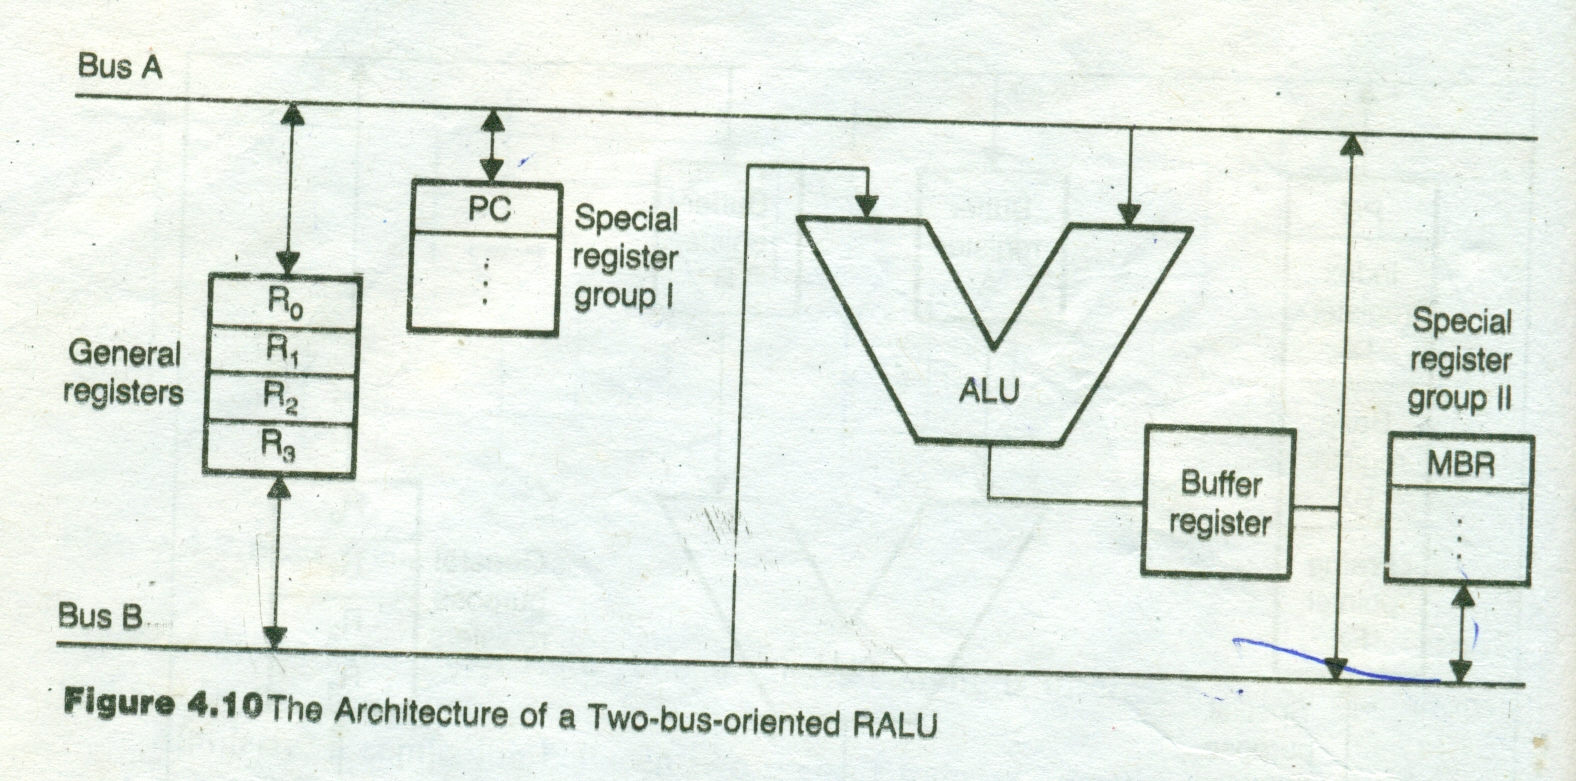 Bus A
PC
Special
register
group I
R₀
R₁
R₂
R₃
General
registers
ALU
Buffer
register
Special
register
group II
MBR
Bus B
Figure 4.10 The Architecture of a Two-bus-oriented RALU